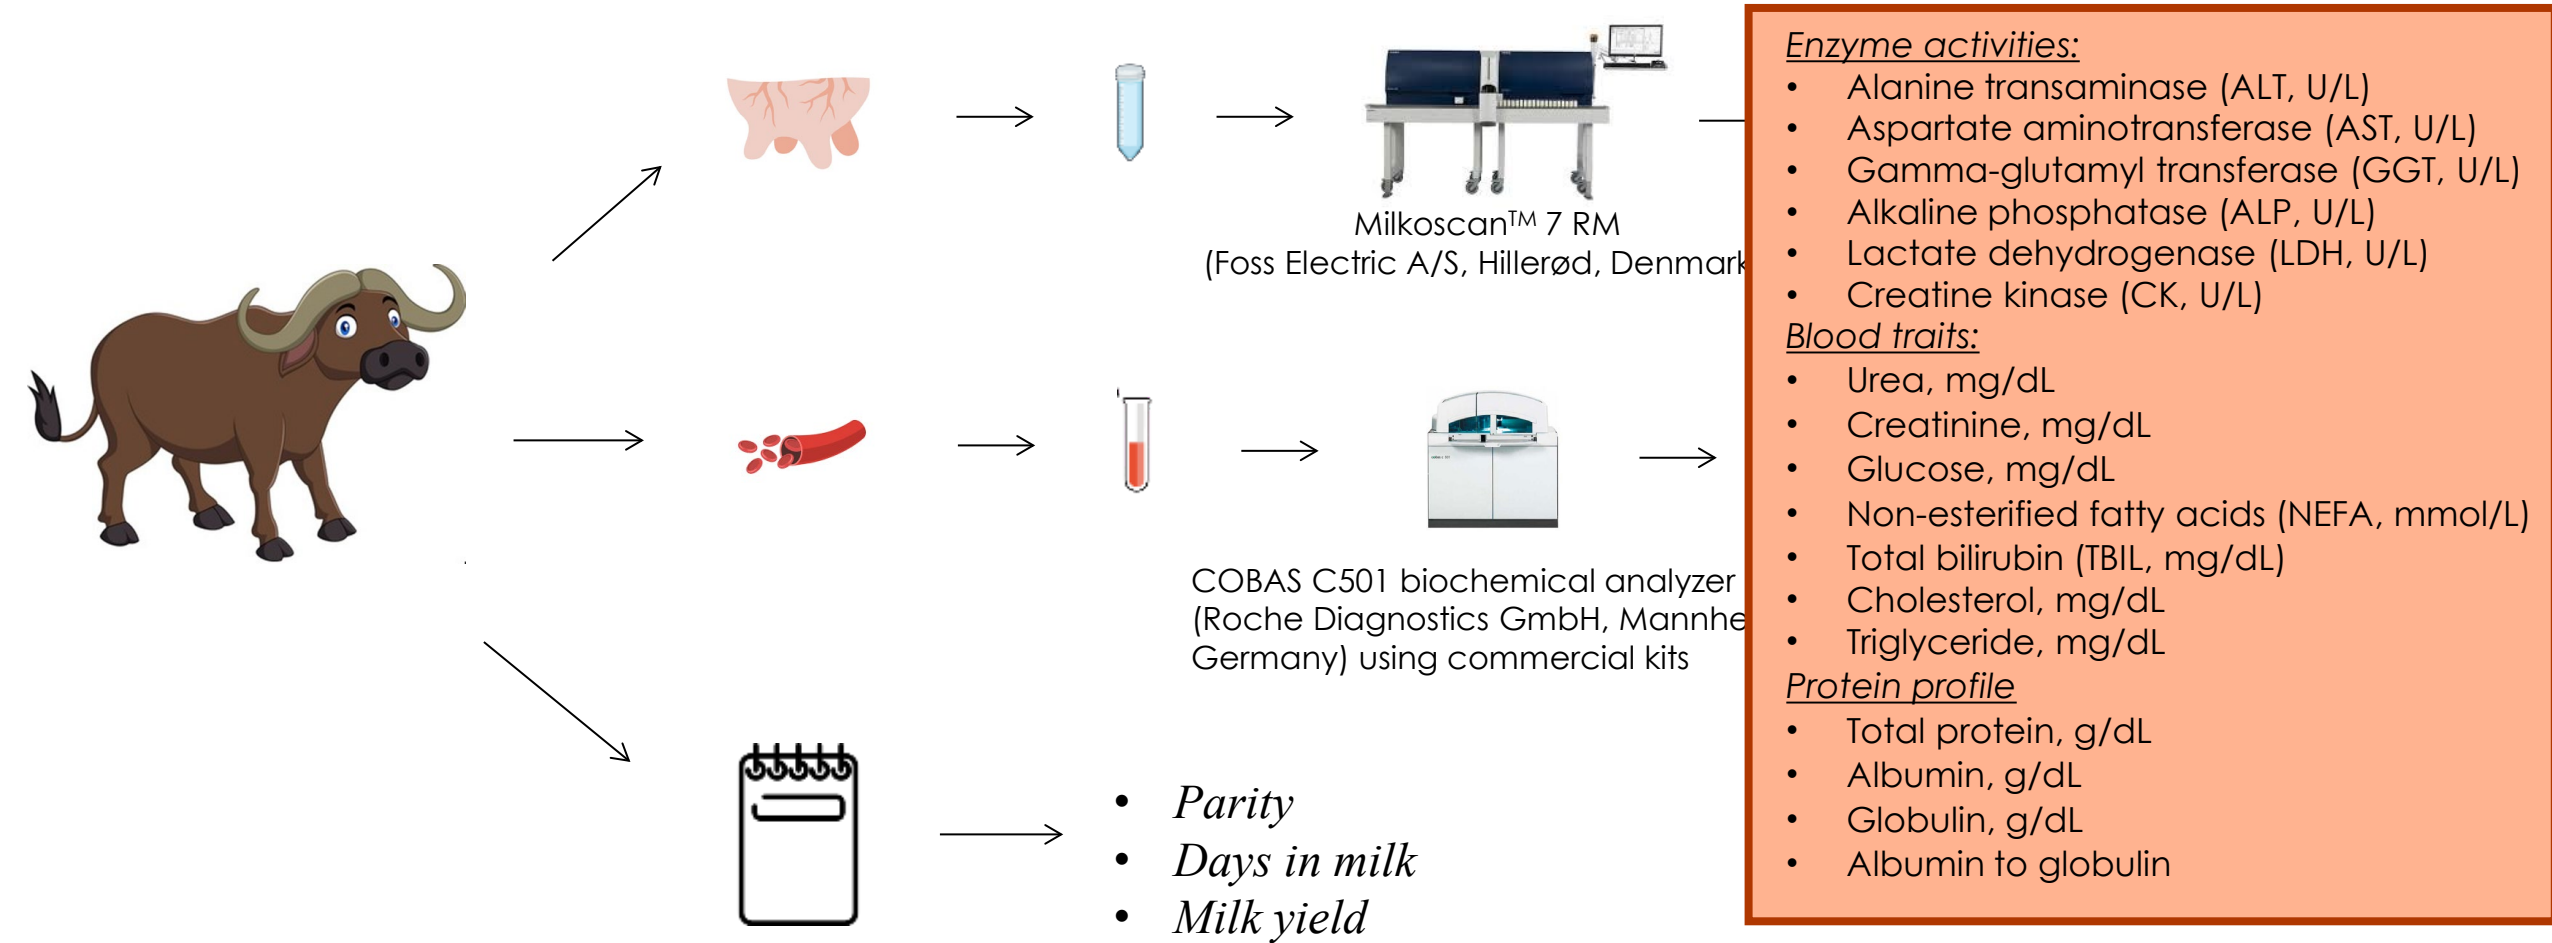 Milkoscan™ 7 RM
(Foss Electric A/S, Hillerød, Denmark
COBAS C501 biochemical analyzer
(Roche Diagnostics GmbH, Mannhe
Germany) using commercial kits
• Parity
• Days in milk
• Milk yield
Enzyme activities:
• Alanine transaminase (ALT, U/L)
• Aspartate aminotransferase (AST, U/L)
• Gamma-glutamyl transferase (GGT, U/L)
• Alkaline phosphatase (ALP, U/L)
• Lactate dehydrogenase (LDH, U/L)
• Creatine kinase (CK, U/L)
Blood traits:
• Urea, mg/dL
• Creatinine, mg/dL
• Glucose, mg/dL
• Non-esterified fatty acids (NEFA, mmol/L)
• Total bilirubin (TBIL, mg/dL)
• Cholesterol, mg/dL
• Triglyceride, mg/dL
Protein profile
• Total protein, g/dL
• Albumin, g/dL
• Globulin, g/dL
• Albumin to globulin